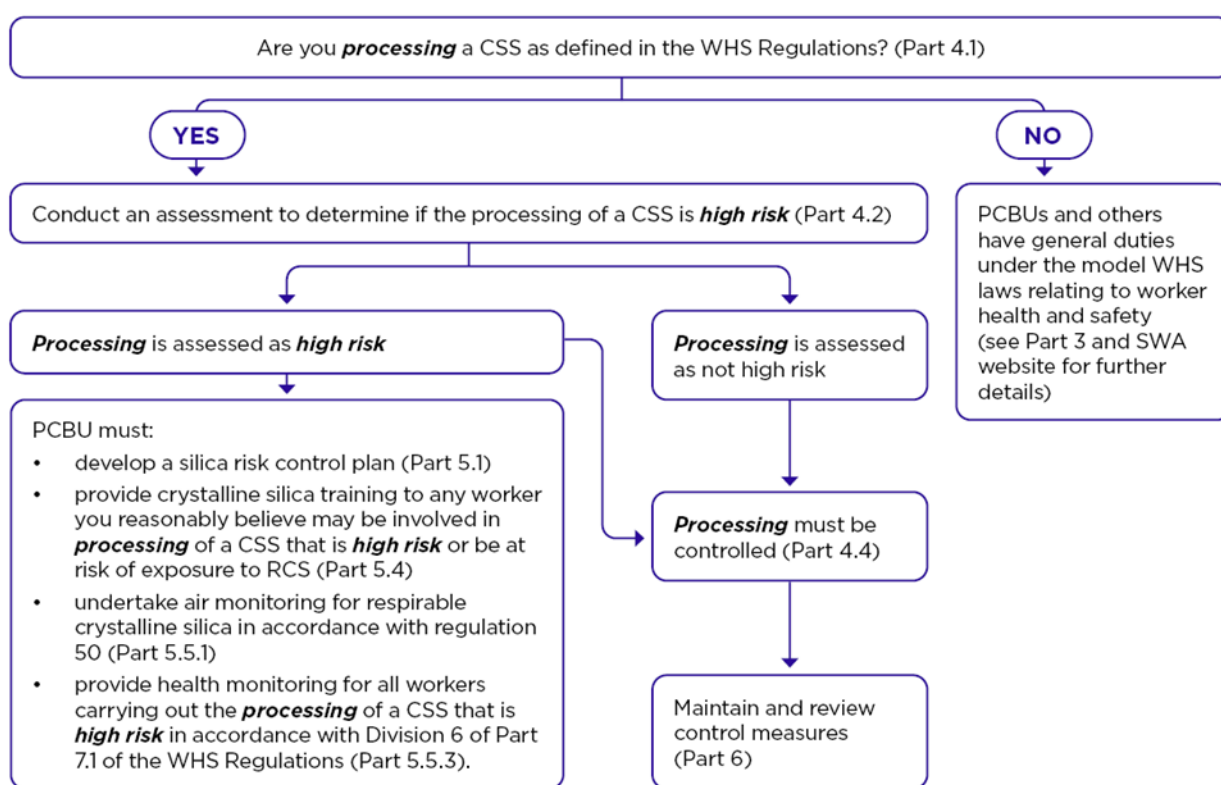 Are you processing a CSS as defined in the WHS Regulations? (Part 4.1)
YES
NO
Conduct an assessment to determine if the processing of a CSS is high risk (Part 4.2)
PCBUs and others
have general duties
under the model WHS
laws relating to worker
health and safety
(see Part 3 and SWA
website for further
details)
Processing is assessed as high risk
Processing is assessed
as not high risk
PCBU must:
• develop a silica risk control plan (Part 5.1)
• provide crystalline silica training to any worker
you reasonably believe may be involved in
processing of a CSS that is high risk or be at
risk of exposure to RCS (Part 5.4)
• undertake air monitoring for respirable
crystalline silica in accordance with regulation
50 (Part 5.5.1)
• provide health monitoring for all workers
carrying out the processing of a CSS that is
high risk in accordance with Division 6 of Part
7.1 of the WHS Regulations (Part 5.5.3).
Processing must be
controlled (Part 4.4)
Maintain and review
control measures
(Part 6)